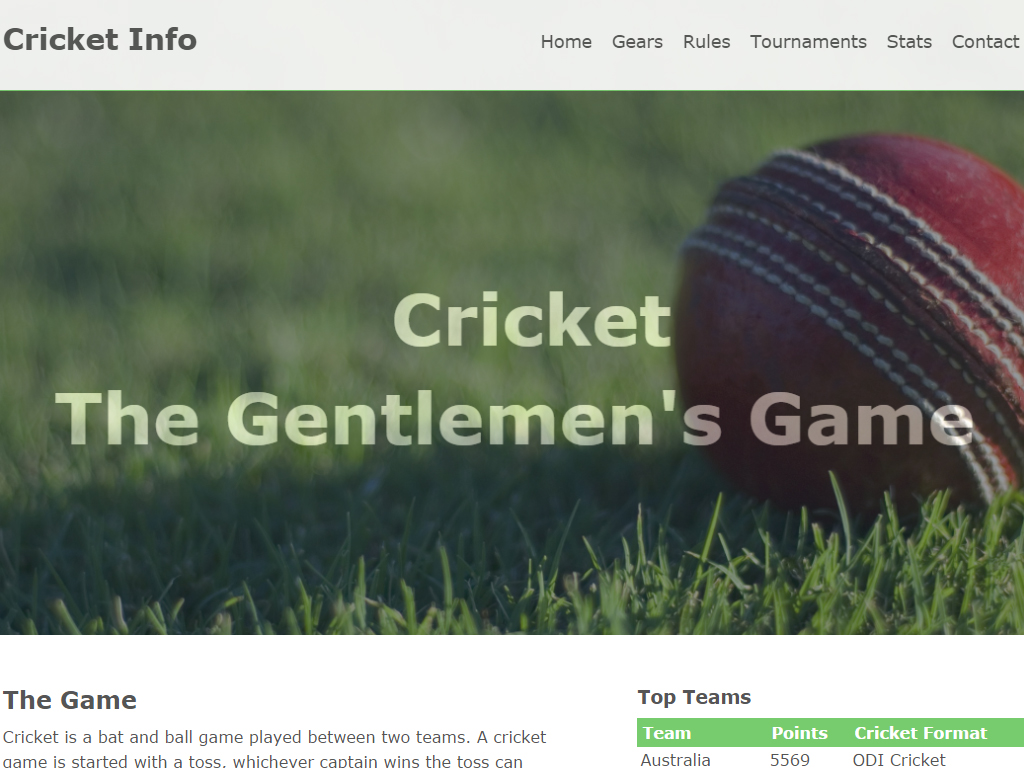 Cricket Info
Home Gears Rules Tournaments Stats Contact
Cricket
The Gentlemen's Game
The Game
Cricket is a bat and ball game played between two teams. A cricket
game is started with a toss, whichever captain wins the toss can
Top Teams
Team Points Cricket Format
Australia 5569 ODI Cricket